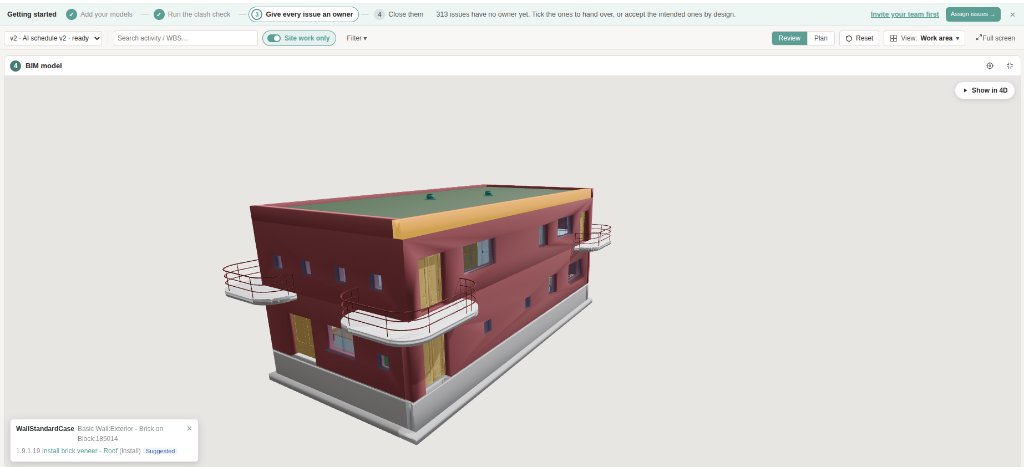 Getting started ✓ Add your models — ✓ Run the clash check — 3 Give every issue an owner — 4 Close them 313 issues have no owner yet. Tick the ones to hand over, or accept the intended ones by design. Invite your team first Assign issues → ×
v2 · AI schedule v2 · ready Search activity / WBS... Site work only Filter ▾ Review Plan Reset View: Work area ▾ Full screen
4 BIM model
Show in 4D
WallStandardCase Basic Wall:Exterior - Brick on ×
Block:185014
1.9.1.19 Install brick veneer - Roof (Install) Suggested